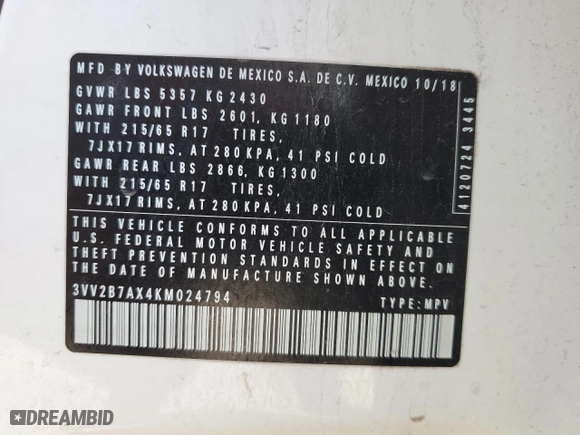 MFD BY VOLKSWAGEN DE MEXICO S.A. DE C.V. MEXICO 10/18
GVWR LBS 5357 KG 2430
GAWR FRONT LBS 2601, KG 1180
WITH 215/65 R17 TIRES,
7JX17 RIMS, AT 280 KPA, 41 PSI COLD
GAWR REAR LBS 2866, KG 1300
WITH 215/65 R17 TIRES,
7JX17 RIMS, AT 280 KPA, 41 PSI COLD
THIS VEHICLE CONFORMS TO ALL APPLICABLE
U.S. FEDERAL MOTOR VEHICLE SAFETY AND
THEFT PREVENTION STANDARDS IN EFFECT ON
THE DATE OF MANUFACTURE SHOWN ABOVE.
3VV2B7AX4KM024794 TYPE: MPV
4120724 3445
DREAMBID